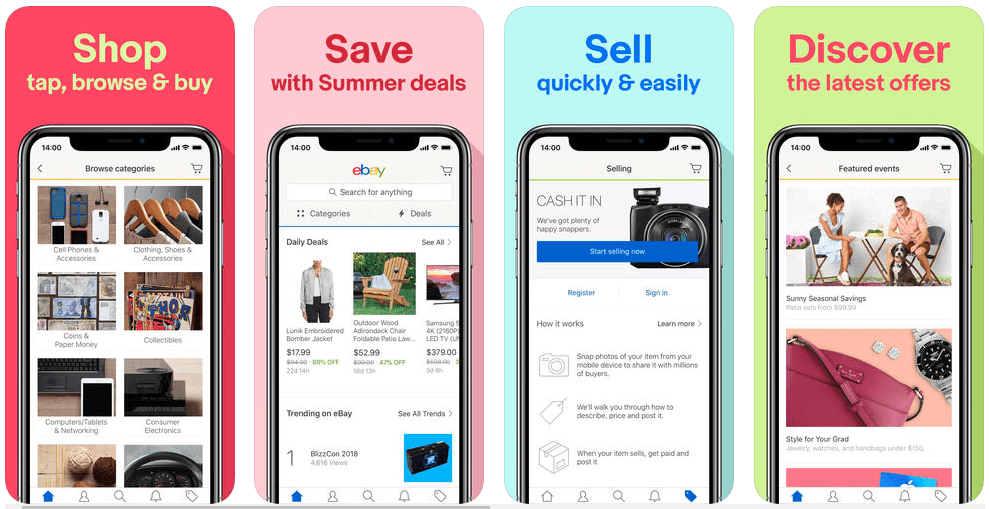 Shop
tap, browse & buy
14:00
Browse categories
Cell Phones &
Accessories
Clothing, Shoes &
Accessories
Coins &
Paper Money
Collectibles
Computers/Tablets
& Networking
Consumer
Electronics
Save
with Summer deals
14:00
ebay
Search for anything
Categories
Deals
Daily Deals
See All
Lunik Embroidered
Bomber Jacket
$17.99
$94.00 80% OFF
22d 14h
Outdoor Wood
Adirondack Chair
Foldable Patio Law...
$52.99
$99.99 47% OFF
18d 13h
Samsung
4K (2160P)
LED TV (UN
$379.00
$598.00
3d 6h
Trending on eBay
See All Trends
1
BlizzCon 2018
4,616 Views
Sell
quickly & easily
14:00
Selling
CASH IT IN
We've got plenty of
happy snappers.
Start selling now
Register
Sign in
How it works
Learn more
Snap photos of your item from your
mobile device to share it with millions
of buyers.
We'll walk you through how to
describe, price and post it.
When your item sells, get paid and
post it
Discover
the latest offers
14:00
Featured events
Sunny Seasonal Savings
Patio sets from $99.99
Style for Your Grad
Jewelry, watches, and handbags under $150